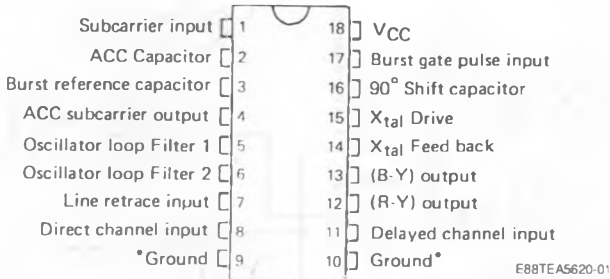 Subcarrier input 1 18 VCC
ACC Capacitor 2 17 Burst gate pulse input
Burst reference capacitor 3 16 90° Shift capacitor
ACC subcarrier output 4 15 Xtal Drive
Oscillator loop Filter 1 5 14 Xtal Feed back
Oscillator loop Filter 2 6 13 (B-Y) output
Line retrace input 7 12 (R-Y) output
Direct channel input 8 11 Delayed channel input
*Ground 9 10 Ground*
E88TEA5620-01